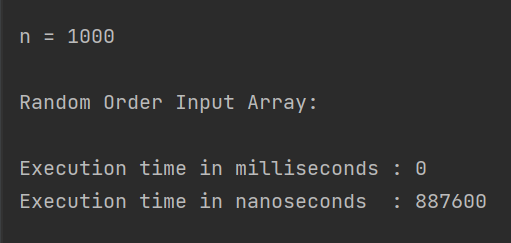 n = 1000
Random Order Input Array:
Execution time in milliseconds : 0
Execution time in nanoseconds  : 887600